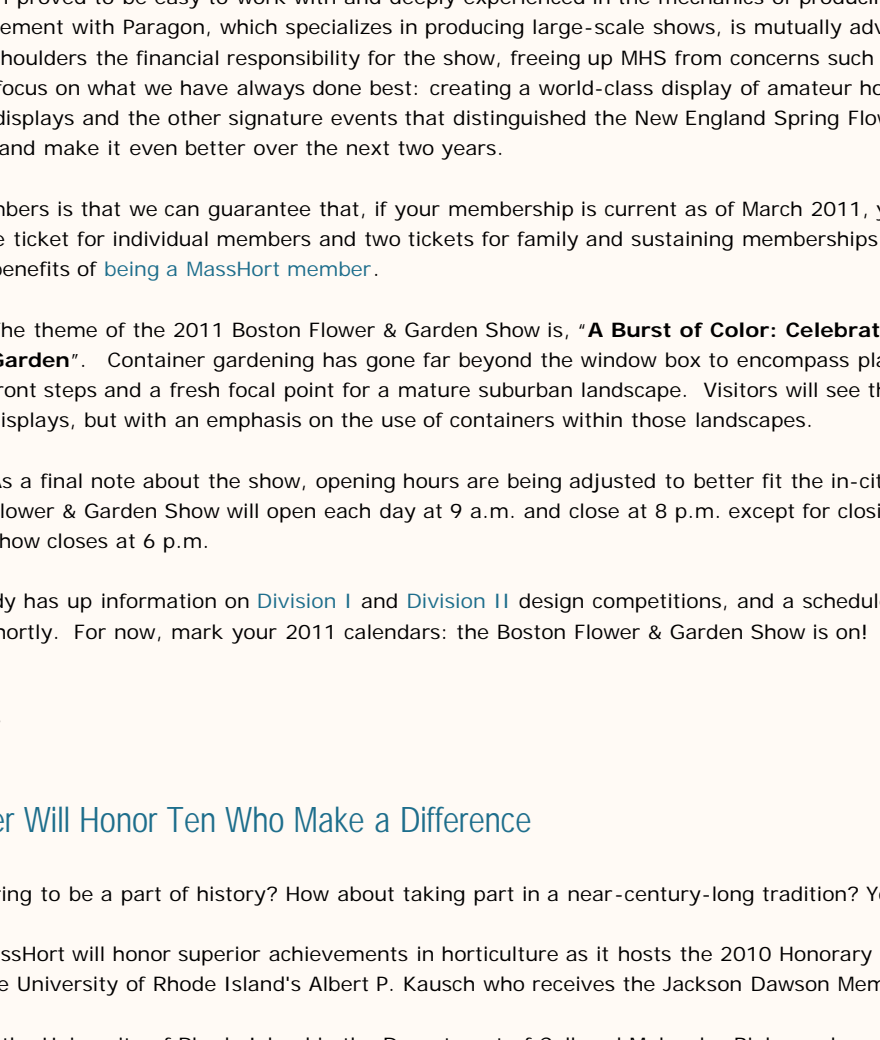 proved to be easy to work with and deeply experienced in the mechanics of
ement with Paragon, which specializes in producing large-scale shows, is mutually adv
houlders the financial responsibility for the show, freeing up MHS from concerns such
focus on what we have always done best: creating a world-class display of amateur ho
displays and the other signature events that distinguished the New England Spring Flo
and make it even better over the next two years.
nbers is that we can guarantee that, if your membership is current as of March 2011, y
e ticket for individual members and two tickets for family and sustaining memberships
benefits of being a MassHort member.
he theme of the 2011 Boston Flower & Garden Show is, “A Burst of Color: Celebrat
Garden”.   Container gardening has gone far beyond the window box to encompass pla
ront steps and a fresh focal point for a mature suburban landscape.  Visitors will see th
isplays, but with an emphasis on the use of containers within those landscapes.
As a final note about the show, opening hours are being adjusted to better fit the in-cit
lower & Garden Show will open each day at 9 a.m. and close at 8 p.m. except for closi
how closes at 6 p.m.
dy has up information on Division I and Division II design competitions, and a schedul
hortly.  For now, mark your 2011 calendars: the Boston Flower & Garden Show is on!
er Will Honor Ten Who Make a Difference
ring to be a part of history? How about taking part in a near-century-long tradition? Y
ssHort will honor superior achievements in horticulture as it hosts the 2010 Honorary
e University of Rhode Island's Albert P. Kausch who receives the Jackson Dawson Mem